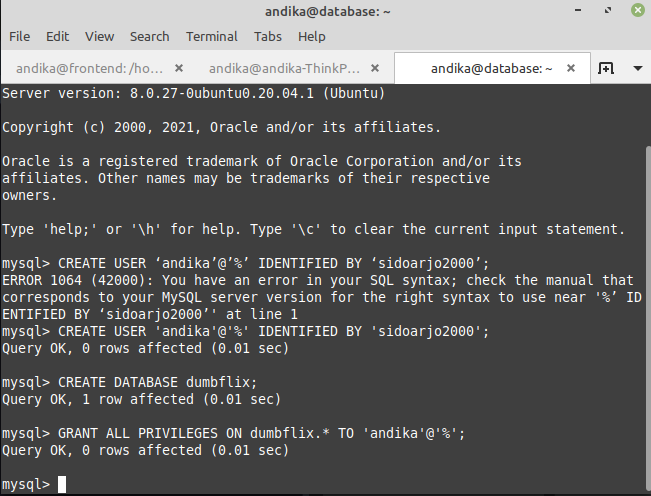 andika@database: ~
File Edit View Search Terminal Tabs Help
andika@frontend: /ho... × andika@andika-ThinkP... × andika@database: ~ ×
Server version: 8.0.27-0ubuntu0.20.04.1 (Ubuntu)
Copyright (c) 2000, 2021, Oracle and/or its affiliates.
Oracle is a registered trademark of Oracle Corporation and/or its
affiliates. Other names may be trademarks of their respective
owners.
Type 'help;' or '\h' for help. Type '\c' to clear the current input statement.
mysql> CREATE USER ‘andika’@’%’ IDENTIFIED BY ‘sidoarjo2000’;
ERROR 1064 (42000): You have an error in your SQL syntax; check the manual that
corresponds to your MySQL server version for the right syntax to use near '%’ ID
ENTIFIED BY ‘sidoarjo2000’' at line 1
mysql> CREATE USER 'andika'@'%' IDENTIFIED BY 'sidoarjo2000';
Query OK, 0 rows affected (0.01 sec)
mysql> CREATE DATABASE dumbflix;
Query OK, 1 row affected (0.01 sec)
mysql> GRANT ALL PRIVILEGES ON dumbflix.* TO 'andika'@'%';
Query OK, 0 rows affected (0.01 sec)
mysql>